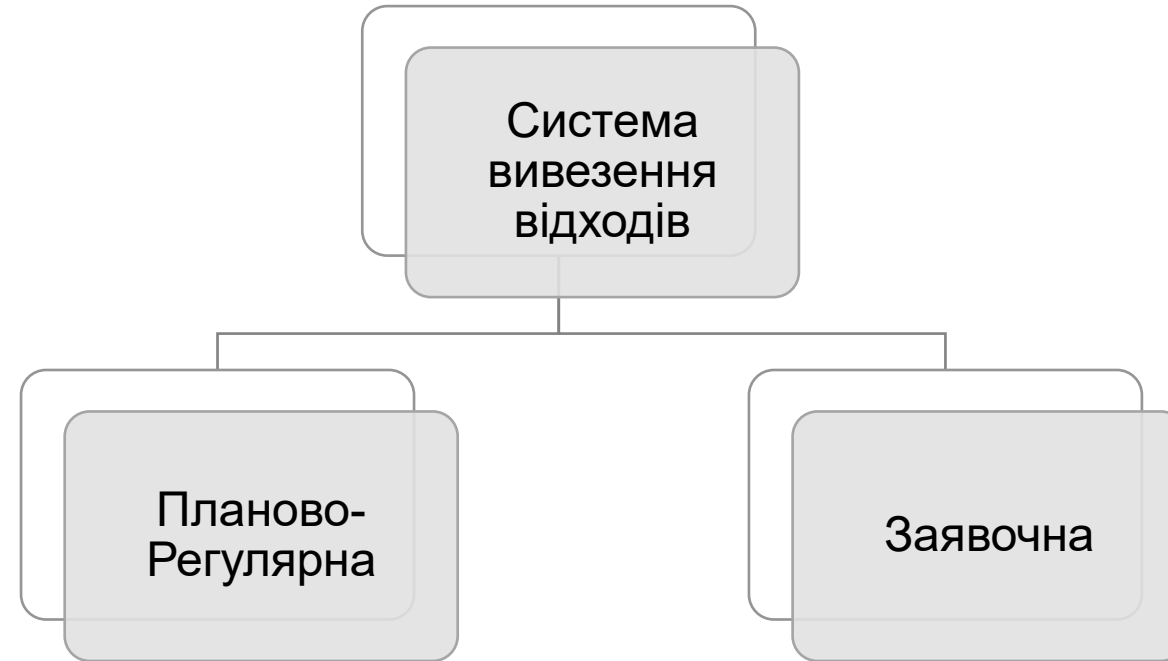 Система
вивезення
відходів
Планово-
Регулярна
Заявочна